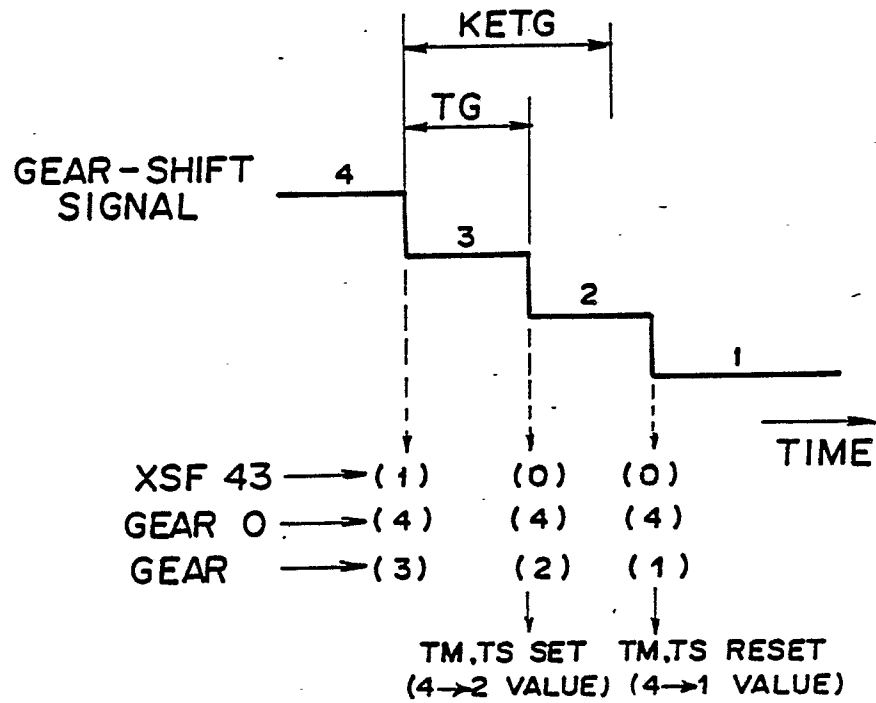 KETG
TG
GEAR-SHIFT
SIGNAL
4
3
2
1
TIME
XSF 43 (1) (0) (0)
GEAR 0 (4) (4) (4)
GEAR (3) (2) (1)
TM,TS SET TM,TS RESET
(4→2 VALUE) (4→1 VALUE)